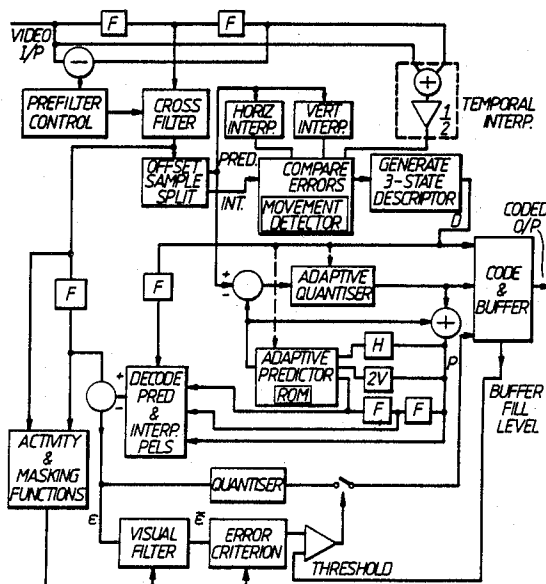 VIDEO
I/P
F
F
−
+
1/2
TEMPORAL
INTERP.
PREFILTER
CONTROL
CROSS
FILTER
HORIZ
INTERP.
VERT
INTERP.
OFFSET
SAMPLE
SPLIT
PRED.
INT.
COMPARE
ERRORS
MOVEMENT
DETECTOR
GENERATE
3-STATE
DESCRIPTOR
D
CODED
O/P
F
F
+
-
ADAPTIVE
QUANTISER
CODE
&
BUFFER
+
ADAPTIVE
PREDICTOR
ROM
H
2V
F
F
P
BUFFER
FILL
LEVEL
+
-
DECODE
PRED
&
INTERP.
PELS
ACTIVITY
&
MASKING
FUNCTIONS
QUANTISER
ε
VISUAL
FILTER
ε̄
ERROR
CRITERION
THRESHOLD